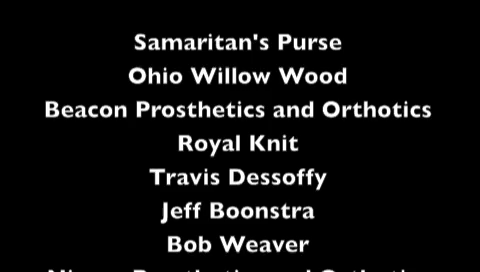 Samaritan's Purse
Ohio Willow Wood
Beacon Prosthetics and Orthotics
Royal Knit
Travis Dessoffy
Jeff Boonstra
Bob Weaver